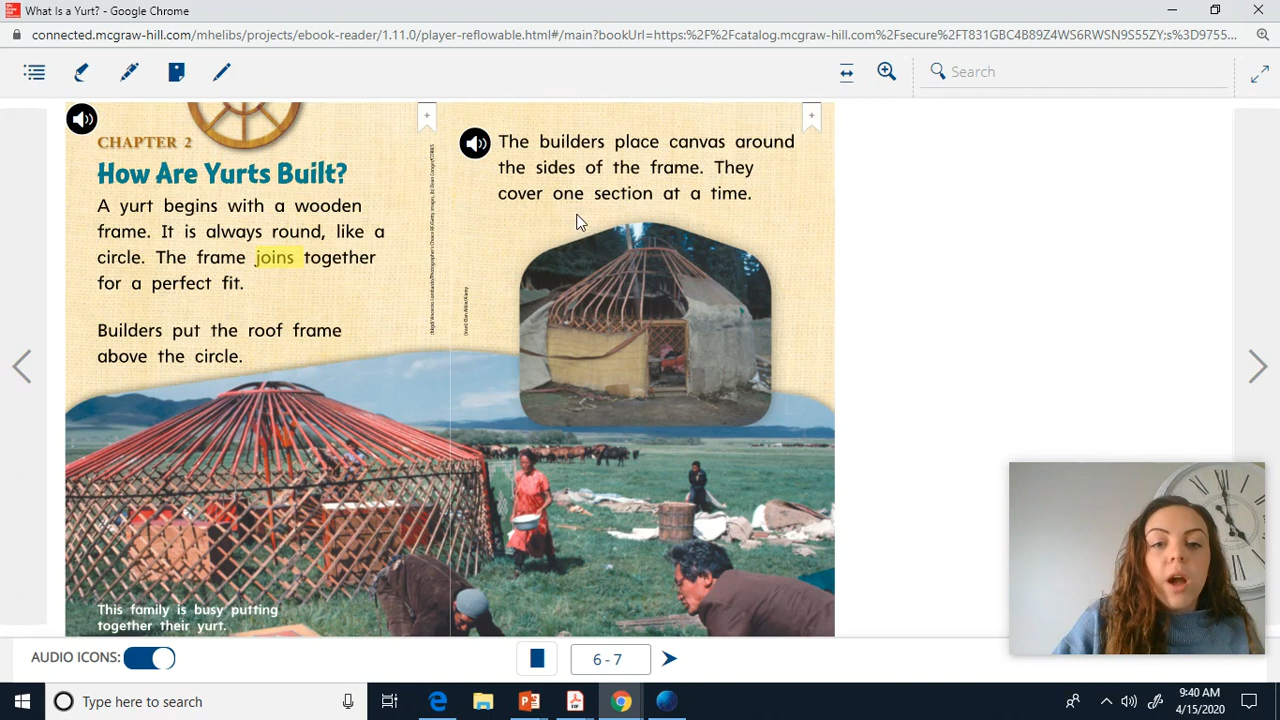 What Is a Yurt? - Google Chrome
connected.mcgraw-hill.com/mhelibs/projects/ebook-reader/1.11.0/player-reflowable.html#/main?bookUrl=https:%2F%2Fcatalog.mcgraw-hill.com%2Fsecure%2FT831GBC4B89Z4WS6RWSN9S55ZY;s%3D9755...
Search
CHAPTER 2
How Are Yurts Built?
A yurt begins with a wooden
frame. It is always round, like a
circle. The frame joins together
for a perfect fit.
Builders put the roof frame
above the circle.
This family is busy putting
together their yurt.
The builders place canvas around
the sides of the frame. They
cover one section at a time.
AUDIO ICONS:
6 - 7
Type here to search
9:40 AM
4/15/2020